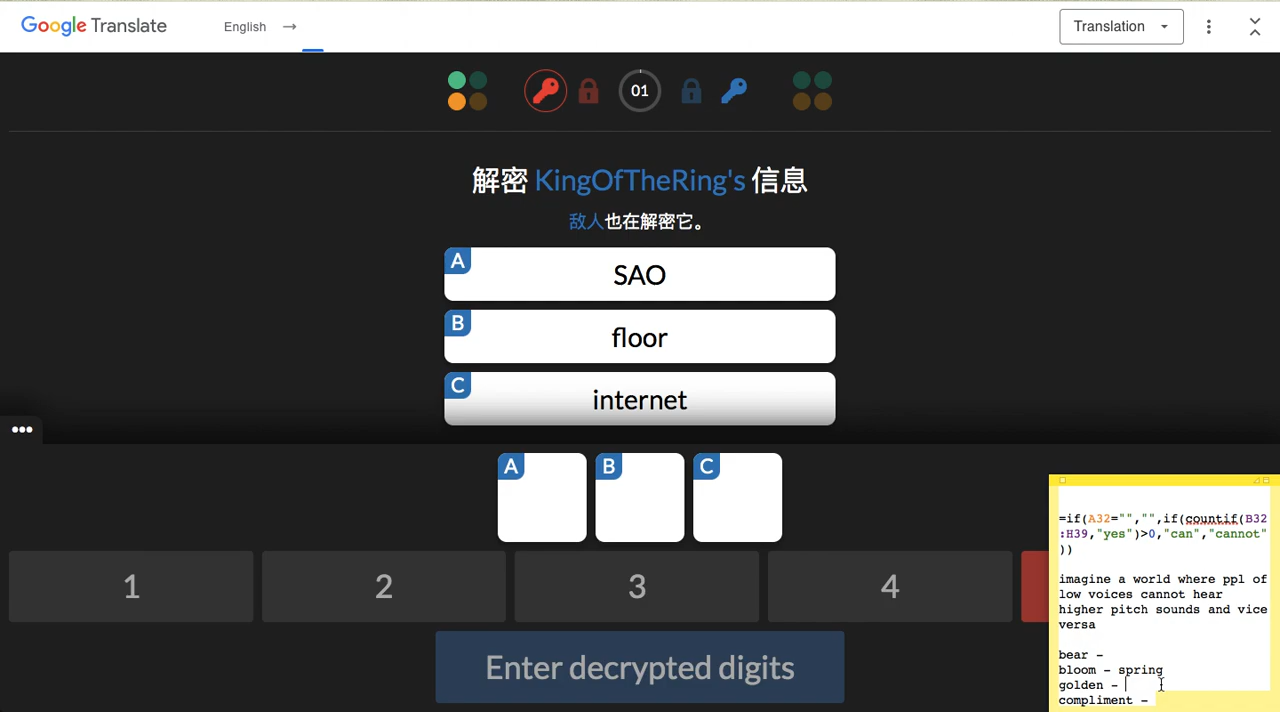 Google Translate
English →
Translation
01
解密 KingOfTheRing's 信息
敌人也在解密它。
A
SAO
B
floor
C
internet
A
B
C
1
2
3
4
Enter decrypted digits
=if(A32="","",if(countif(B32
:H39,"yes")>0,"can","cannot"
))
imagine a world where ppl of
low voices cannot hear
higher pitch sounds and vice
versa
bear -
bloom - spring
golden -
compliment -